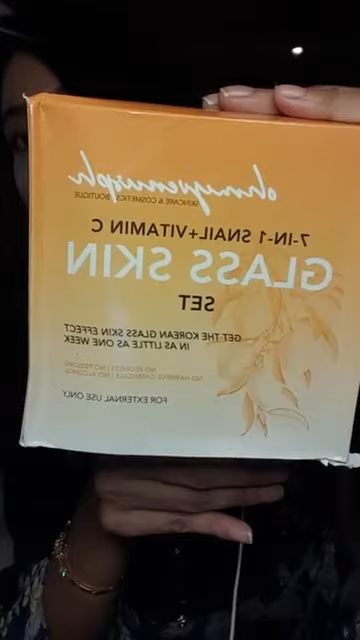 ohmyvenusph
SKINCARE & COSMETICS BOUTIQUE
7-IN-1 SNAIL+VITAMIN C
GLASS SKIN
SET
GET THE KOREAN GLASS SKIN EFFECT
IN AS LITTLE AS ONE WEEK
NO REDNESS | NO PEELING
NO HARMFUL CHEMICALS | NO ALCOHOL
FOR EXTERNAL USE ONLY